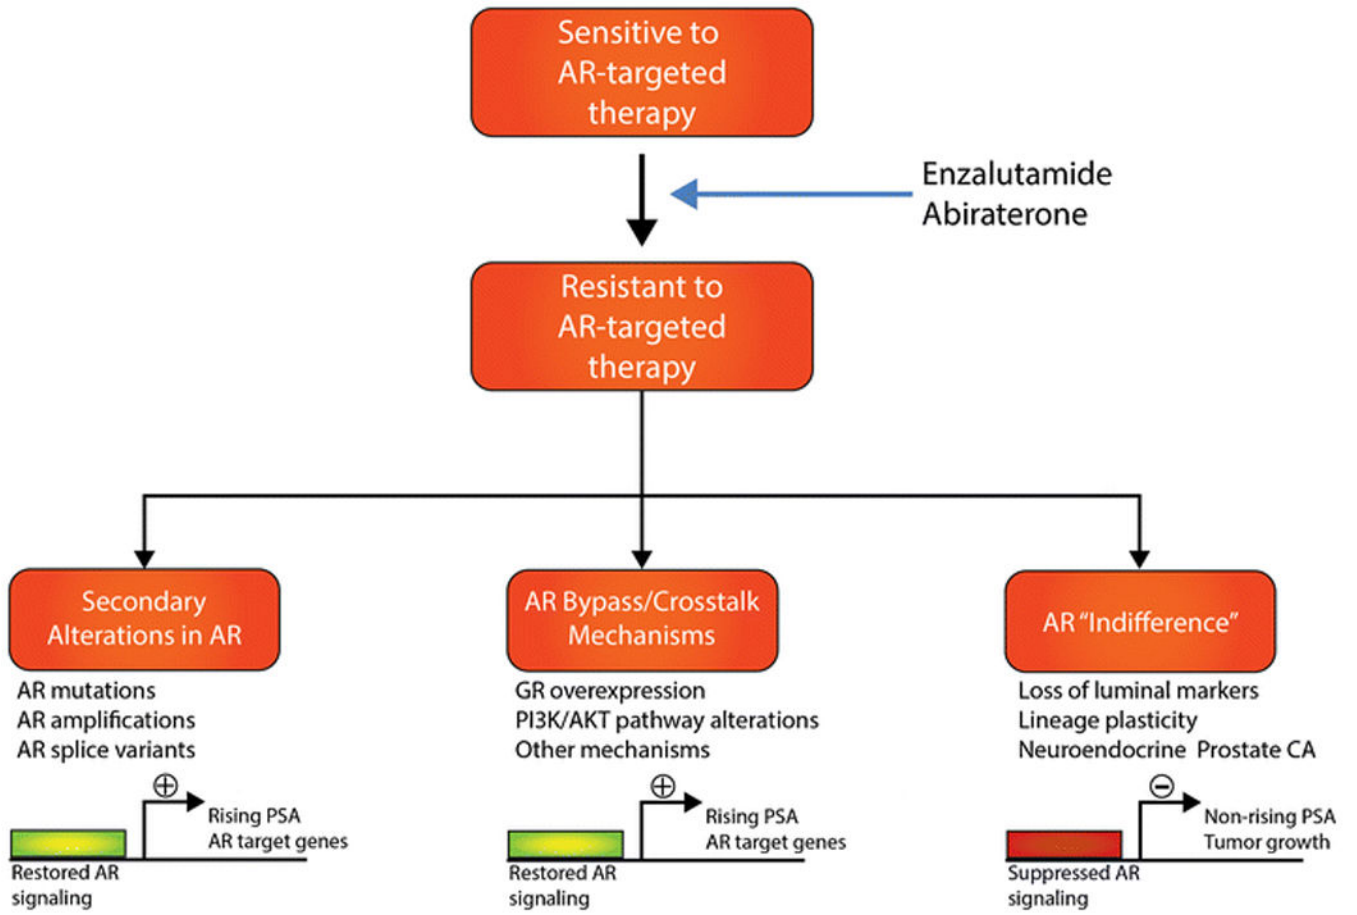 Sensitive to
AR-targeted
therapy
Enzalutamide
Abiraterone
Resistant to
AR-targeted
therapy
Secondary
Alterations in AR
AR mutations
AR amplifications
AR splice variants
⊕
Rising PSA
AR target genes
Restored AR
signaling
AR Bypass/Crosstalk
Mechanisms
GR overexpression
PI3K/AKT pathway alterations
Other mechanisms
⊕
Rising PSA
AR target genes
Restored AR
signaling
AR “Indifference”
Loss of luminal markers
Lineage plasticity
Neuroendocrine Prostate CA
⊖
Non-rising PSA
Tumor growth
Suppressed AR
signaling